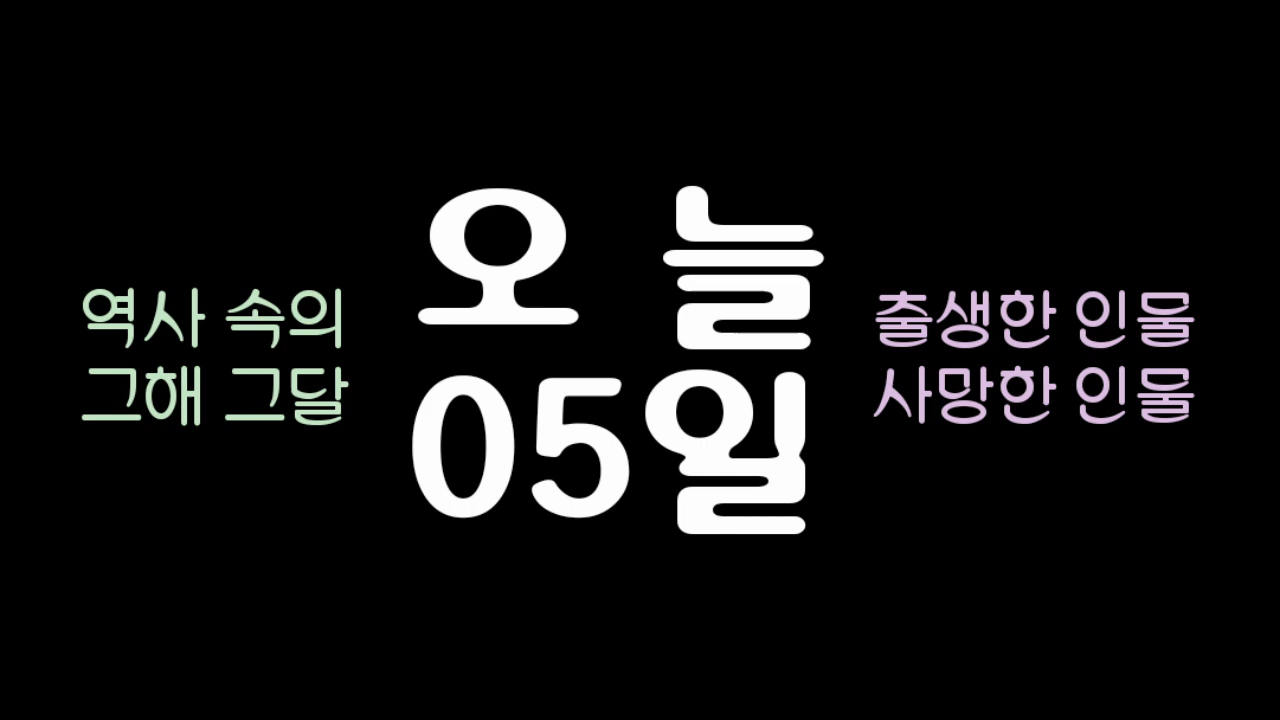 역사 속의
그해 그달
오 늘
05일
출생한 인물
사망한 인물